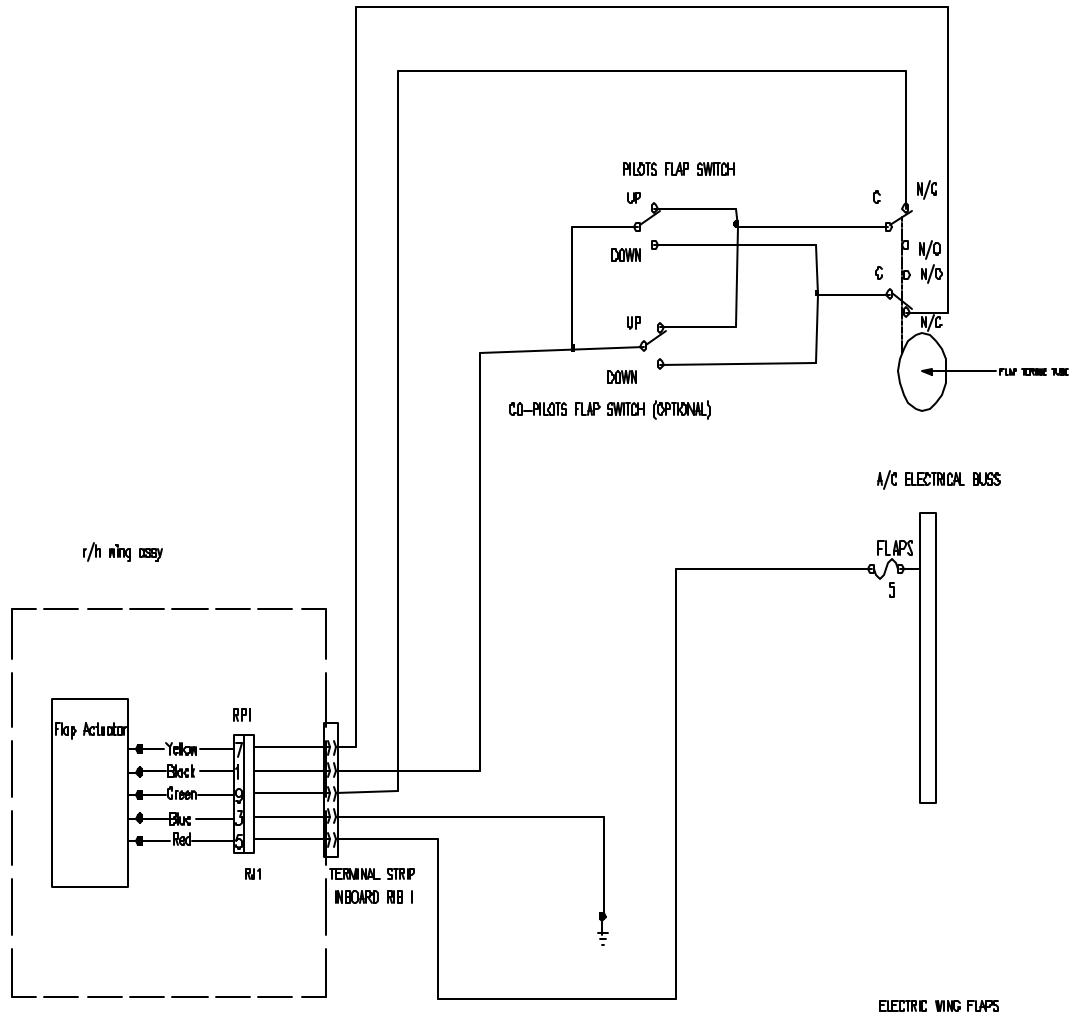 PILOTS FLAP SWITCH
UP
C
N/C
DOWN
N/O
C
N/O
UP
N/C
DOWN
CO-PILOTS FLAP SWITCH (OPTIONAL)
FLAP TUBE
A/C ELECTRICAL BUSS
r/h wing assy
FLAPS
5
RP1
Flap Actuator
Yellow 7
Black 1
Green 9
Blue 3
Red 5
RJ1
TERMINAL STRIP
INBOARD RIB 1
ELECTRIC WING FLAPS